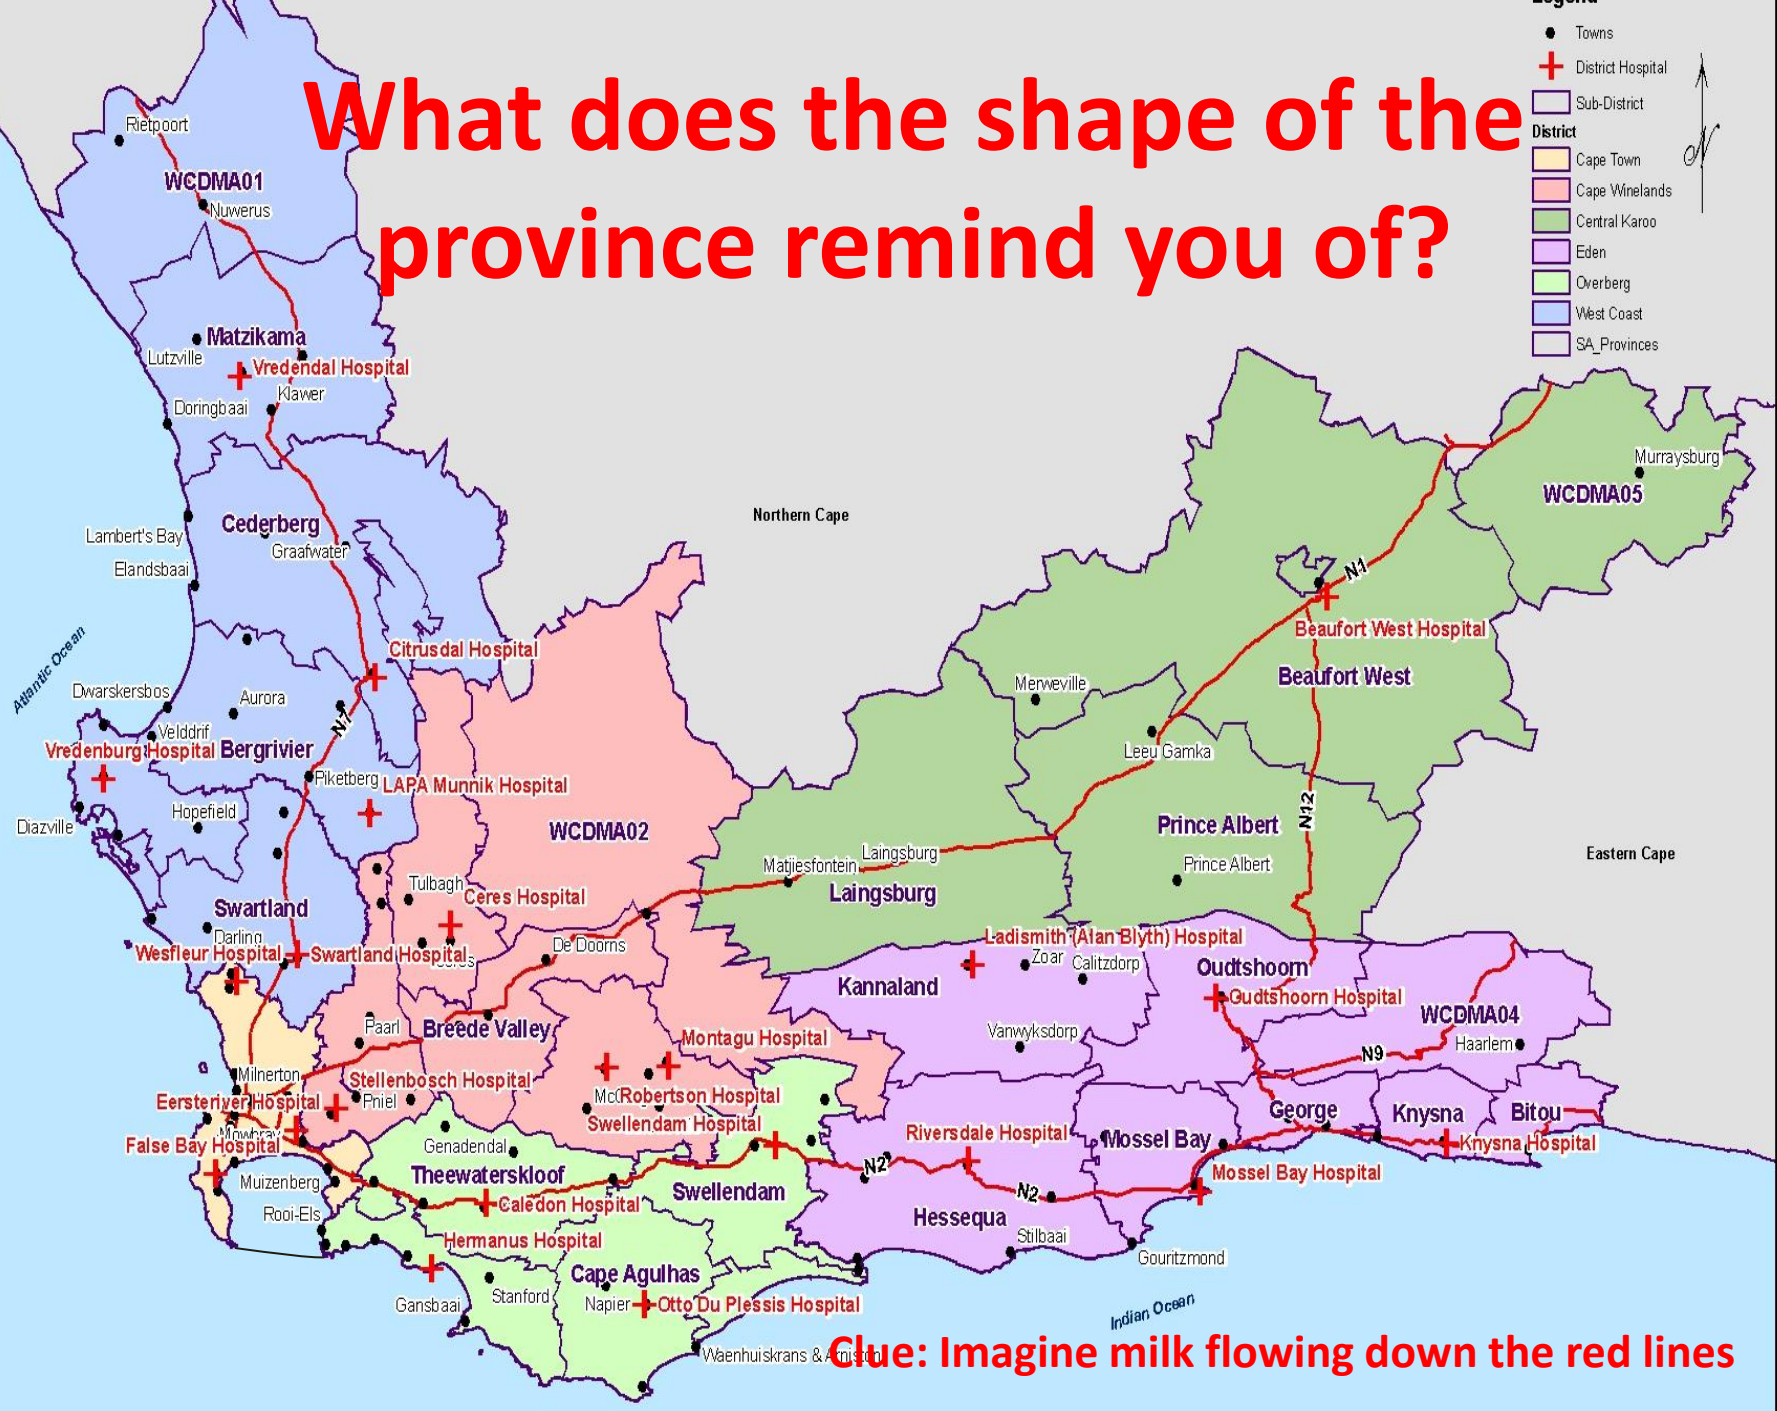 What does the shape of the
province remind you of?
Legend
Towns
District Hospital
Sub-District
District
Cape Town
Cape Winelands
Central Karoo
Eden
Overberg
West Coast
SA_Provinces
N
Rietpoort
WCDMA01
Nuwerus
Matzikama
Lutzville
Vredendal Hospital
Klawer
Doringbaai
Northern Cape
Murraysburg
WCDMA05
Cederberg
Lambert's Bay
Graafwater
Elandsbaai
N1
Beaufort West Hospital
Beaufort West
Atlantic Ocean
Citrusdal Hospital
Dwarskersbos
Aurora
Merweville
N7
Velddrif
Vredenburg Hospital
Bergrivier
Leeu Gamka
Piketberg
LAPA Munnik Hospital
Hopefield
Diazville
WCDMA02
N12
Prince Albert
Prince Albert
Eastern Cape
Matjiesfontein
Laingsburg
Laingsburg
Tulbagh
Ceres Hospital
Swartland
Darling
Wesfleur Hospital
Swartland Hospital
De Doorns
Ladismith (Alan Blyth) Hospital
Zoar
Calitzdorp
Kannaland
Oudtshoorn
Oudtshoorn Hospital
WCDMA04
Paarl
Breede Valley
Montagu Hospital
Vanwyksdorp
Haarlem
N9
Milnerton
Stellenbosch Hospital
Pniel
Robertson Hospital
Eersterivier Hospital
Swellendam Hospital
George
Knysna
Bitou
Mowbray
False Bay Hospital
Genadendal
Riversdale Hospital
Mossel Bay
Knysna Hospital
Theewaterskloof
N2
Mossel Bay Hospital
Muizenberg
Swellendam
N2
Caledon Hospital
Rooi-Els
Hessequa
Hermanus Hospital
Stilbaai
Gouritzmond
Cape Agulhas
Stanford
Gansbaai
Napier
Otto Du Plessis Hospital
Indian Ocean
Waenhuiskrans & Arniston
Clue: Imagine milk flowing down the red lines